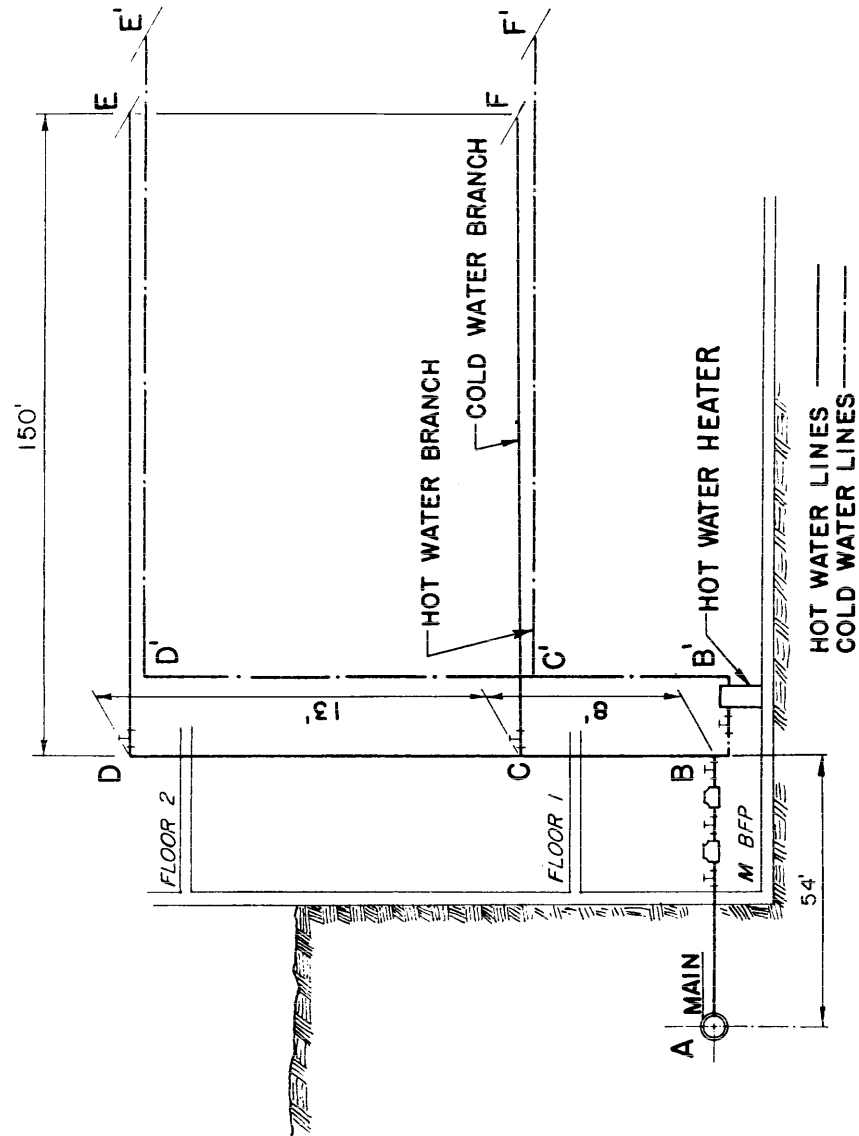 150'
E
E'
D
D'
13'
FLOOR 2
HOT WATER BRANCH
COLD WATER BRANCH
F
F'
C
C'
8'
FLOOR 1
B
B'
HOT WATER HEATER
M BFP
A
MAIN
54'
HOT WATER LINES
COLD WATER LINES